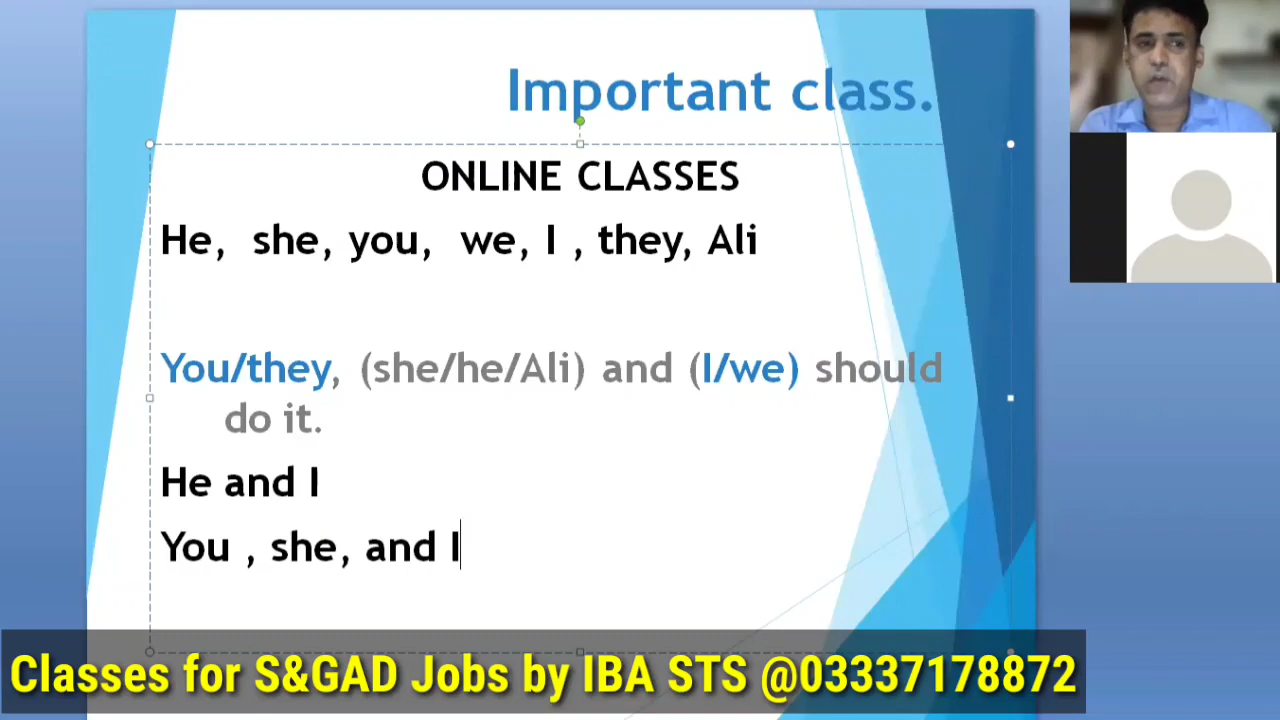 Important class.
ONLINE CLASSES
He, she, you, we, I , they, Ali
You/they, (she/he/Ali) and (I/we) should
do it.
He and I
You , she, and I
Classes for S&GAD Jobs by IBA STS @03337178872